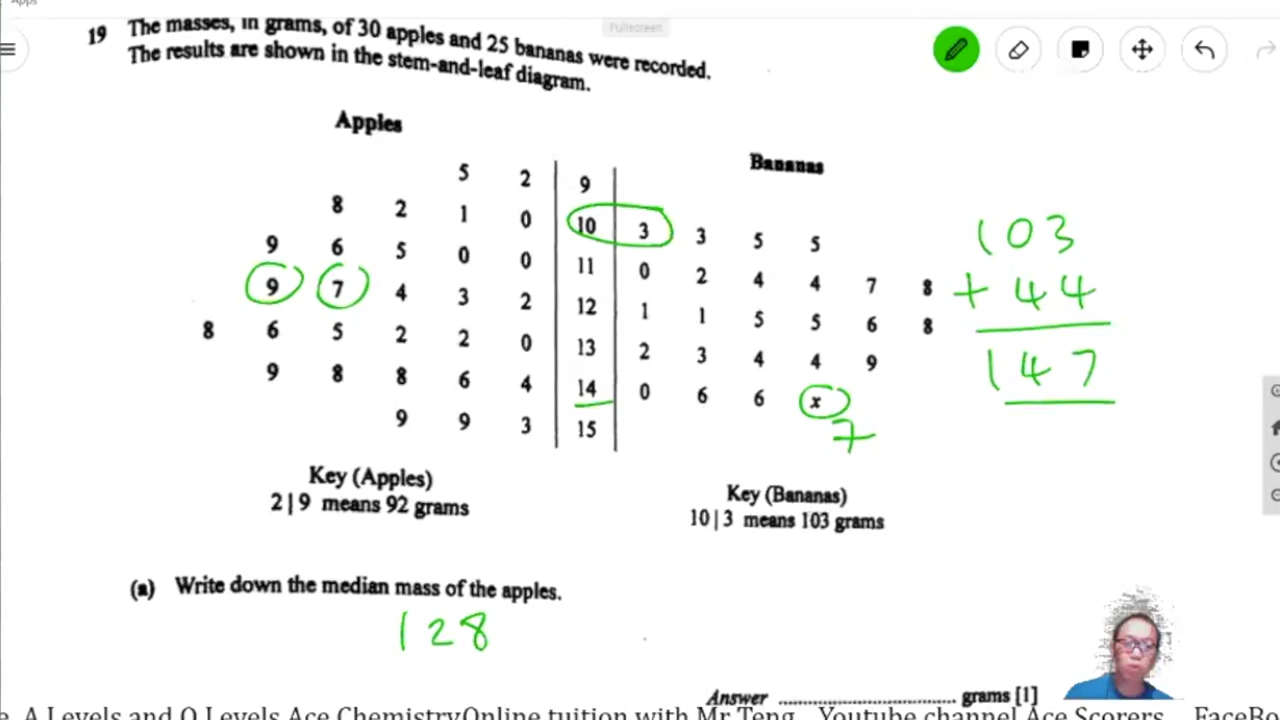 Apps
19 The masses, in grams, of 30 apples and 25 bananas were recorded.
Fullscreen
The results are shown in the stem-and-leaf diagram.
Apples
Bananas
5 2 9
8 2 1 0 10 3 3 5 5
9 6 5 0 0 11 0 2 4 4 7 8
9 7 4 3 2 12 1 1 5 5 6 8
8 6 5 2 2 0 13 2 3 4 4 9
9 8 8 6 4 14 0 6 6 x
9 9 3 15
7
103
+ 44
147
Key (Apples)
2 | 9 means 92 grams
Key (Bananas)
10 | 3 means 103 grams
(a) Write down the median mass of the apples.
128
Answer ........................................ grams [1]
e, A Levels and O Levels Ace Chemistry Online tuition with Mr Teng Youtube channel Ace Scorers FaceBo